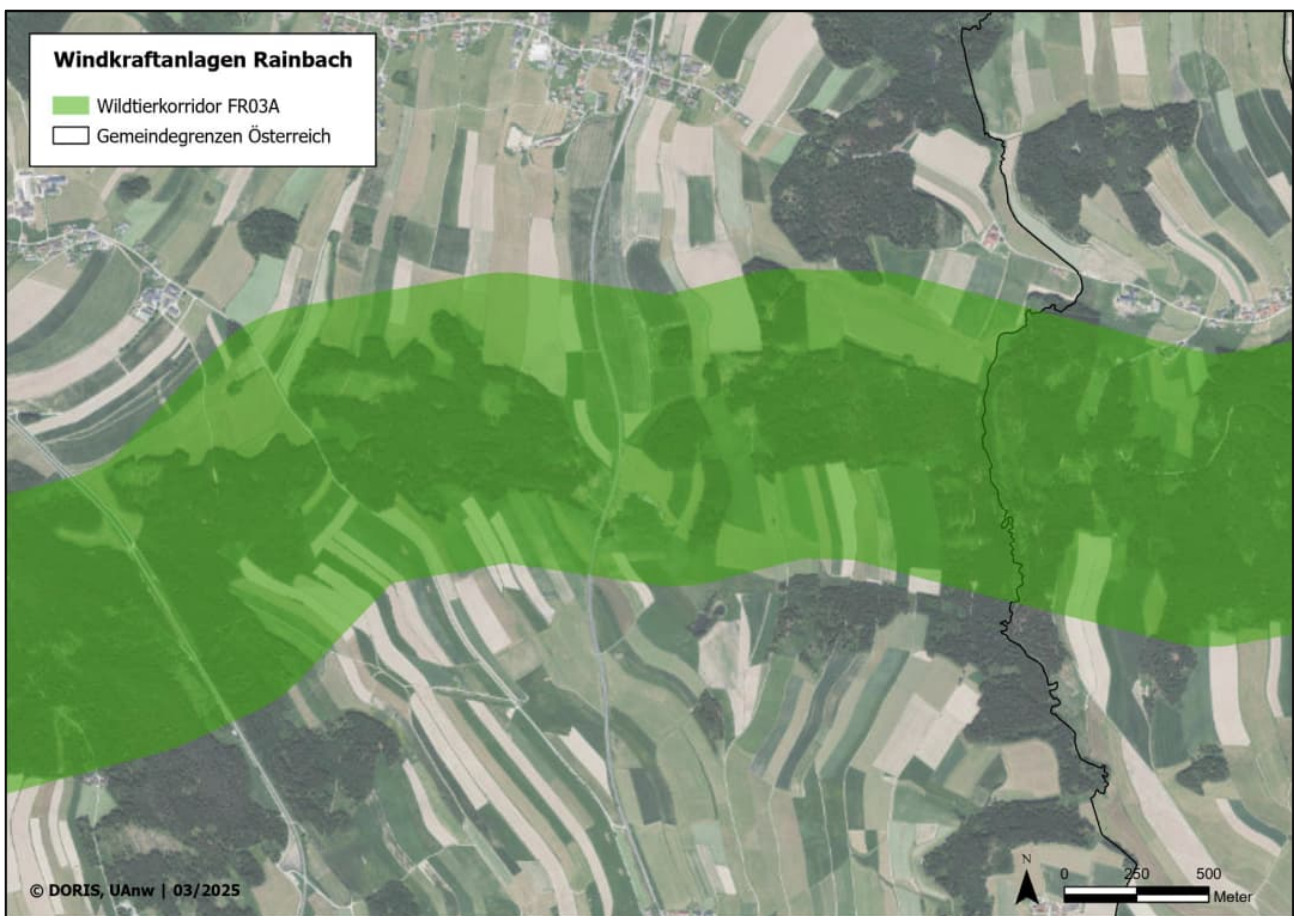 Windkraftanlagen Rainbach
Wildtierkorridor FR03A
Gemeindegrenzen Österreich
© DORIS, UAnw | 03/2025
N
0 250 500
Meter